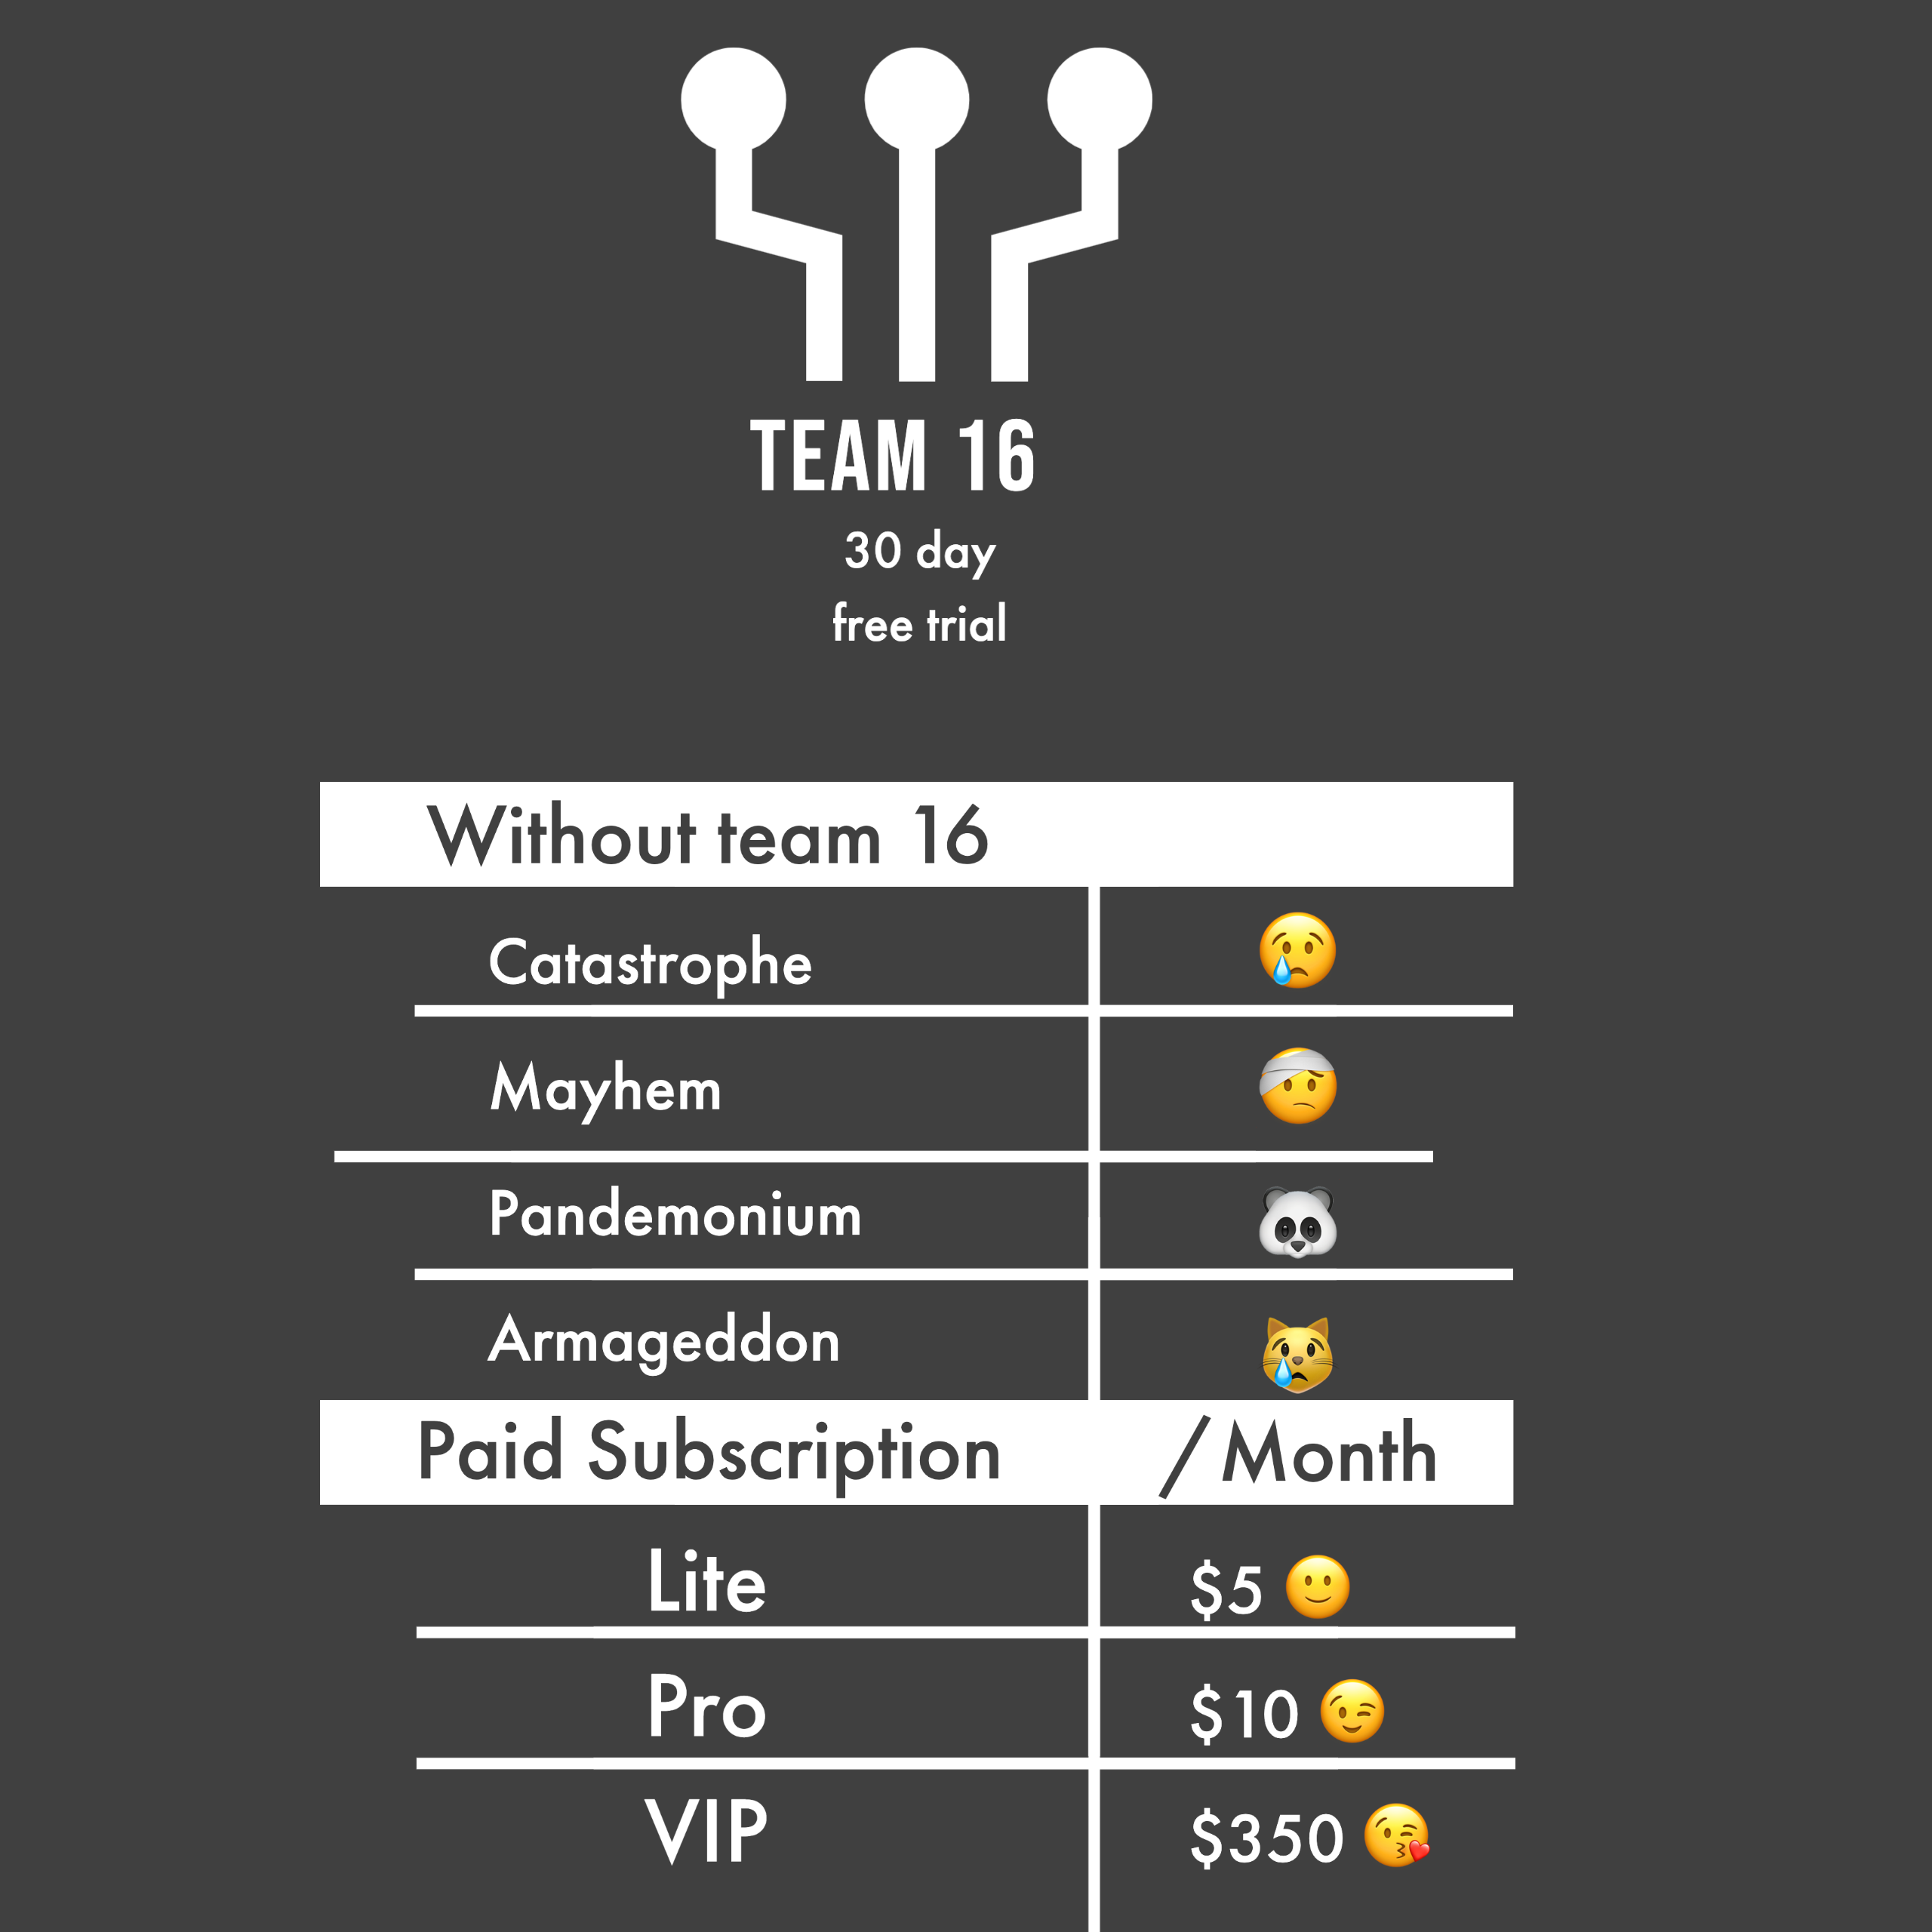 TEAM 16
30 day
free trial
Without team 16
Catastrophe 😢
Mayhem 🤕
Pandemonium 🐼
Armageddon 😿
Paid Subscription /Month
Lite $5 🙂
Pro $10 😉
VIP $350 😘